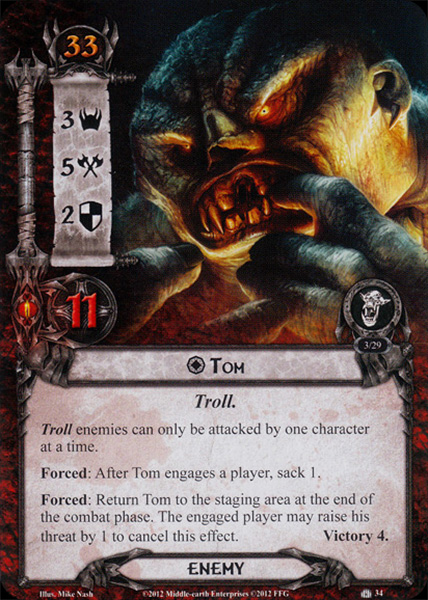 33
3
5
2
11
3/29
Tom
Troll.
Troll enemies can only be attacked by one character
at a time.
Forced: After Tom engages a player, sack 1.
Forced: Return Tom to the staging area at the end of
the combat phase. The engaged player may raise his
threat by 1 to cancel this effect. Victory 4.
ENEMY
Illus. Mike Nash ©2012 Middle-earth Enterprises ©2012 FFG 34